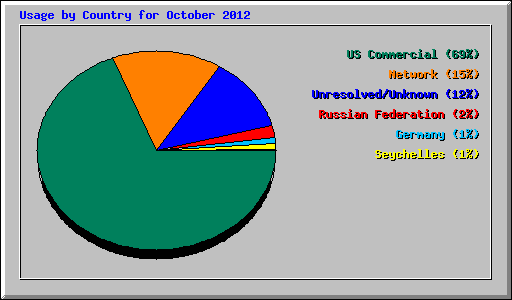 Usage by Country for October 2012
US Commercial (69%)
Network (15%)
Unresolved/Unknown (12%)
Russian Federation (2%)
Germany (1%)
Seychelles (1%)